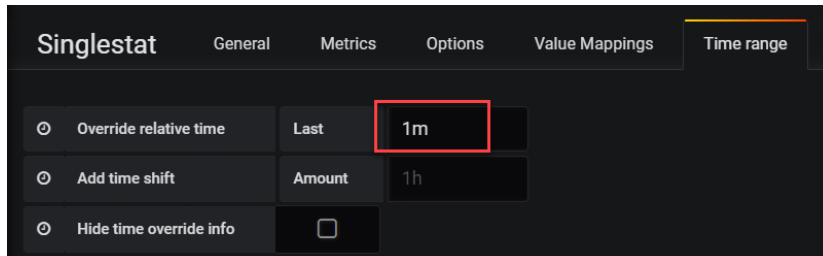 Singlestat General Metrics Options Value Mappings Time range
Override relative time Last 1m
Add time shift Amount 1h
Hide time override info